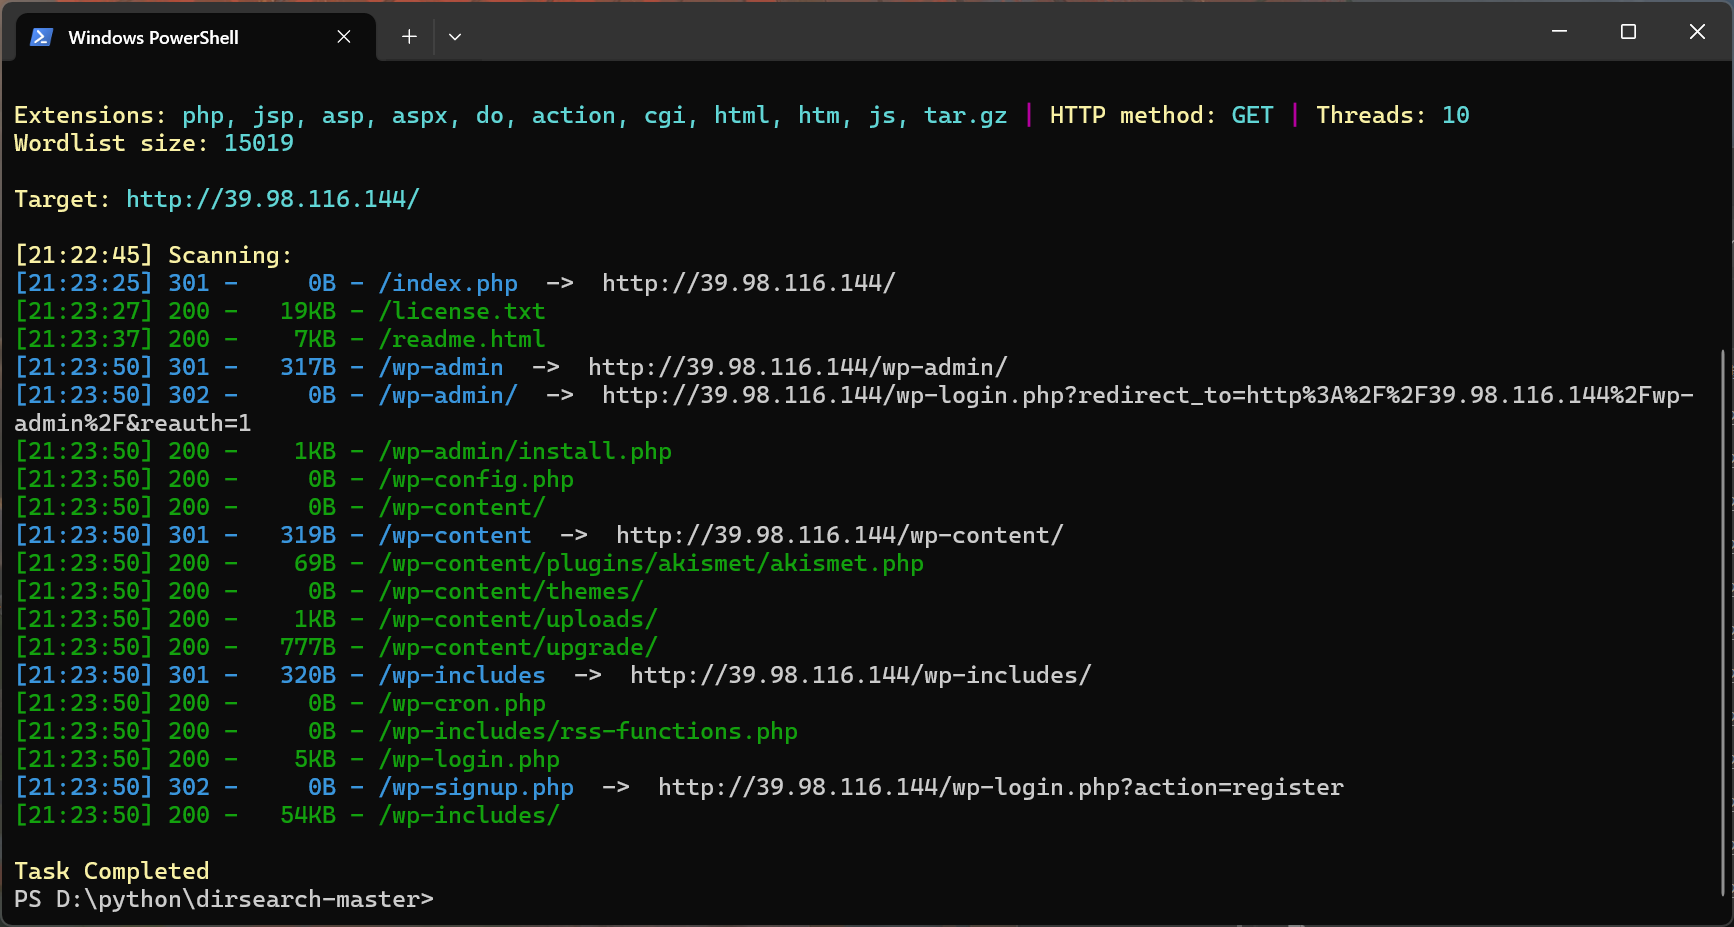 Windows PowerShell
Extensions: php, jsp, asp, aspx, do, action, cgi, html, htm, js, tar.gz | HTTP method: GET | Threads: 10
Wordlist size: 15019
Target: http://39.98.116.144/
[21:22:45] Scanning:
[21:23:25] 301 -     0B - /index.php  ->  http://39.98.116.144/
[21:23:27] 200 -   19KB - /license.txt
[21:23:37] 200 -    7KB - /readme.html
[21:23:50] 301 -   317B - /wp-admin  ->  http://39.98.116.144/wp-admin/
[21:23:50] 302 -     0B - /wp-admin/  ->  http://39.98.116.144/wp-login.php?redirect_to=http%3A%2F%2F39.98.116.144%2Fwp-
admin%2F&reauth=1
[21:23:50] 200 -    1KB - /wp-admin/install.php
[21:23:50] 200 -     0B - /wp-config.php
[21:23:50] 200 -     0B - /wp-content/
[21:23:50] 301 -   319B - /wp-content  ->  http://39.98.116.144/wp-content/
[21:23:50] 200 -    69B - /wp-content/plugins/akismet/akismet.php
[21:23:50] 200 -     0B - /wp-content/themes/
[21:23:50] 200 -    1KB - /wp-content/uploads/
[21:23:50] 200 -   777B - /wp-content/upgrade/
[21:23:50] 301 -   320B - /wp-includes  ->  http://39.98.116.144/wp-includes/
[21:23:50] 200 -     0B - /wp-cron.php
[21:23:50] 200 -     0B - /wp-includes/rss-functions.php
[21:23:50] 200 -    5KB - /wp-login.php
[21:23:50] 302 -     0B - /wp-signup.php  ->  http://39.98.116.144/wp-login.php?action=register
[21:23:50] 200 -   54KB - /wp-includes/
Task Completed
PS D:\python\dirsearch-master>